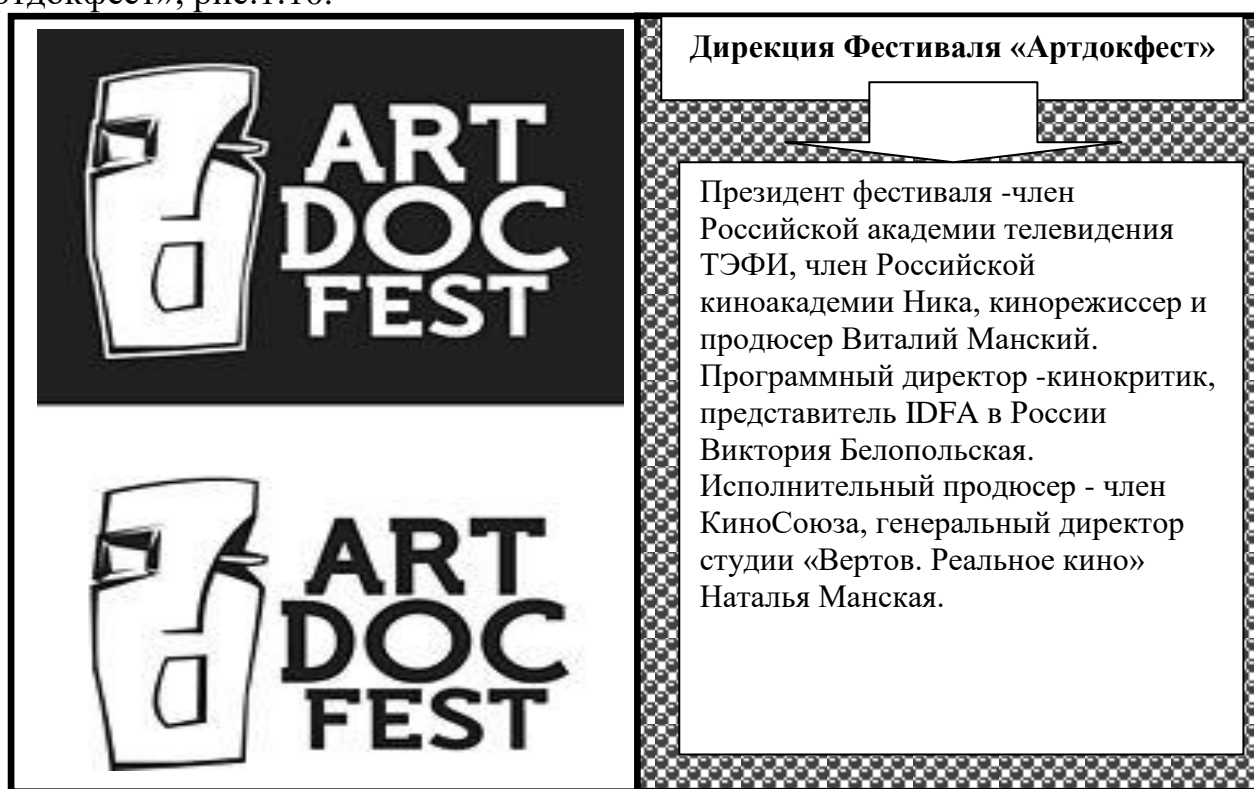 ART
DOC
FEST
ART
DOC
FEST
Дирекция Фестиваля «Артдокфест»
Президент фестиваля -член
Российской академии телевидения
ТЭФИ, член Российской
киноакадемии Ника, кинорежиссер и
продюсер Виталий Манский.
Программный директор -кинокритик,
представитель IDFA в России
Виктория Белопольская.
Исполнительный продюсер - член
КиноСоюза, генеральный директор
студии «Вертов. Реальное кино»
Наталья Манская.